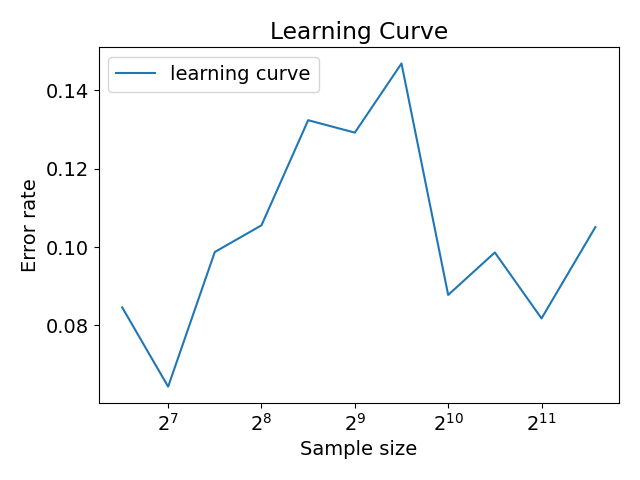 Learning Curve
learning curve
0.14
0.12
0.10
0.08
Error rate
2^7 2^8 2^9 2^10 2^11
Sample size